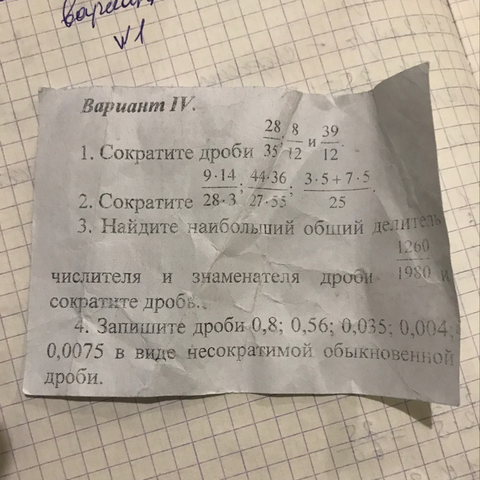 вариан
√1
Вариант IV.
1. Сократите дроби 28/35; 8/12 и 39/12.
2. Сократите 9·14/28·3; 44·36/27·55; 3·5+7·5/25.
3. Найдите наибольший общий делитель
числителя и знаменателя дроби 1260/1980 и
сократите дробь.
4. Запишите дроби 0,8; 0,56; 0,035; 0,004;
0,0075 в виде несократимой обыкновенной
дроби.